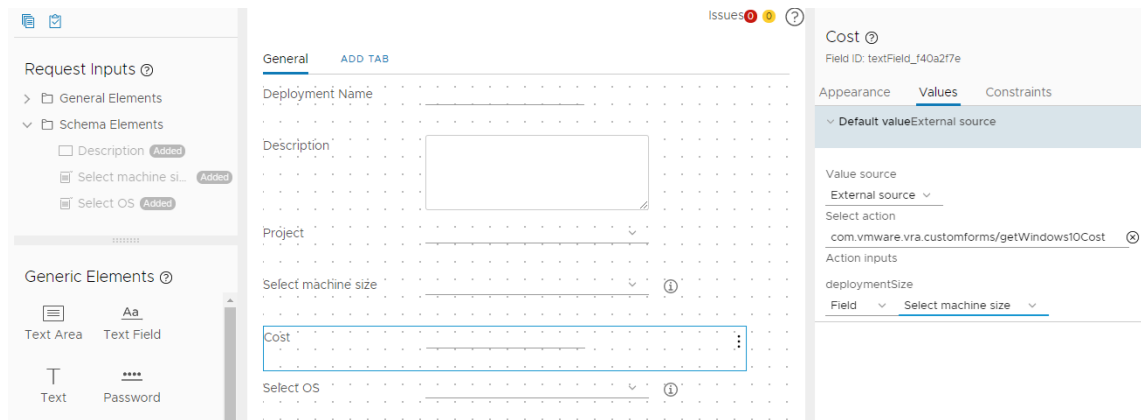 Issues 0 0
Request Inputs
General Elements
Schema Elements
Description Added
Select machine si... Added
Select OS Added
Generic Elements
Aa
Text Area Text Field
Text Password
General ADD TAB
Deployment Name
Description
Project
Select machine size
Cost
Select OS
Cost
Field ID: textField_f40a2f7e
Appearance Values Constraints
Default valueExternal source
Value source
External source
Select action
com.vmware.vra.customforms/getWindows10Cost
Action inputs
deploymentSize
Field Select machine size